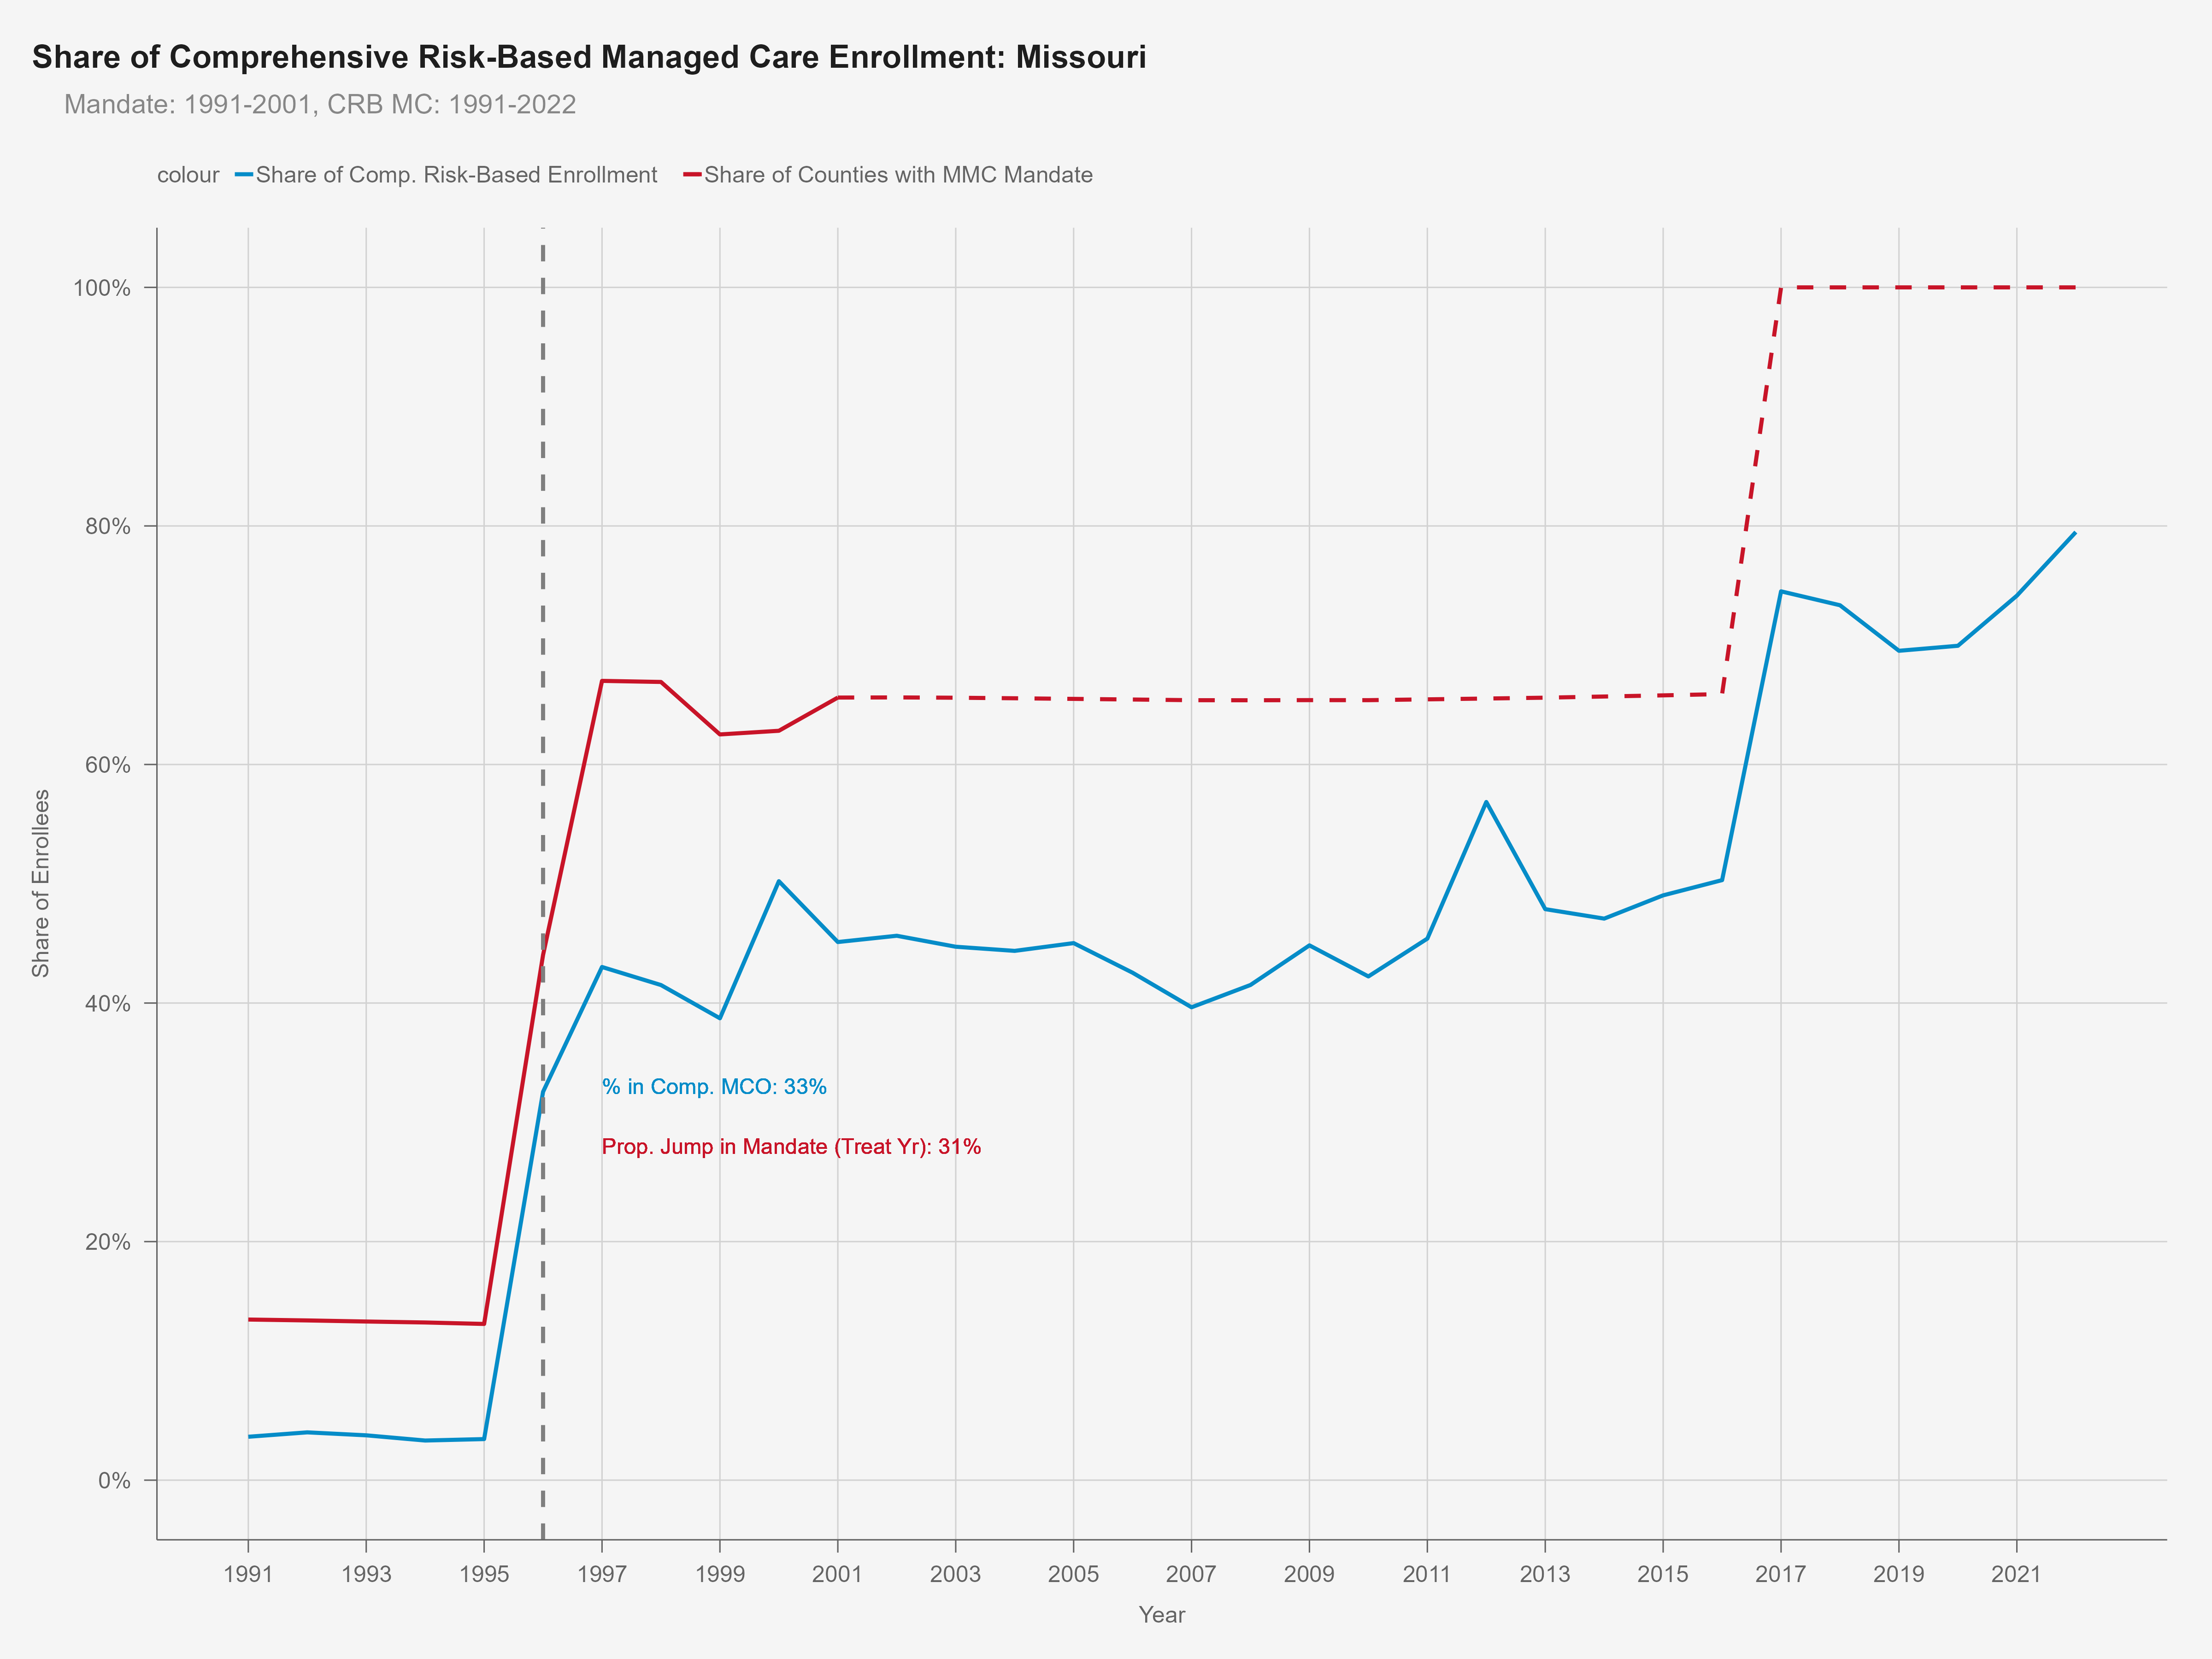 Share of Comprehensive Risk-Based Managed Care Enrollment: Missouri
Mandate: 1991-2001, CRB MC: 1991-2022
colour Share of Comp. Risk-Based Enrollment Share of Counties with MMC Mandate
100%
80%
60%
40%
20%
0%
Share of Enrollees
% in Comp. MCO: 33%
Prop. Jump in Mandate (Treat Yr): 31%
1991 1993 1995 1997 1999 2001 2003 2005 2007 2009 2011 2013 2015 2017 2019 2021
Year